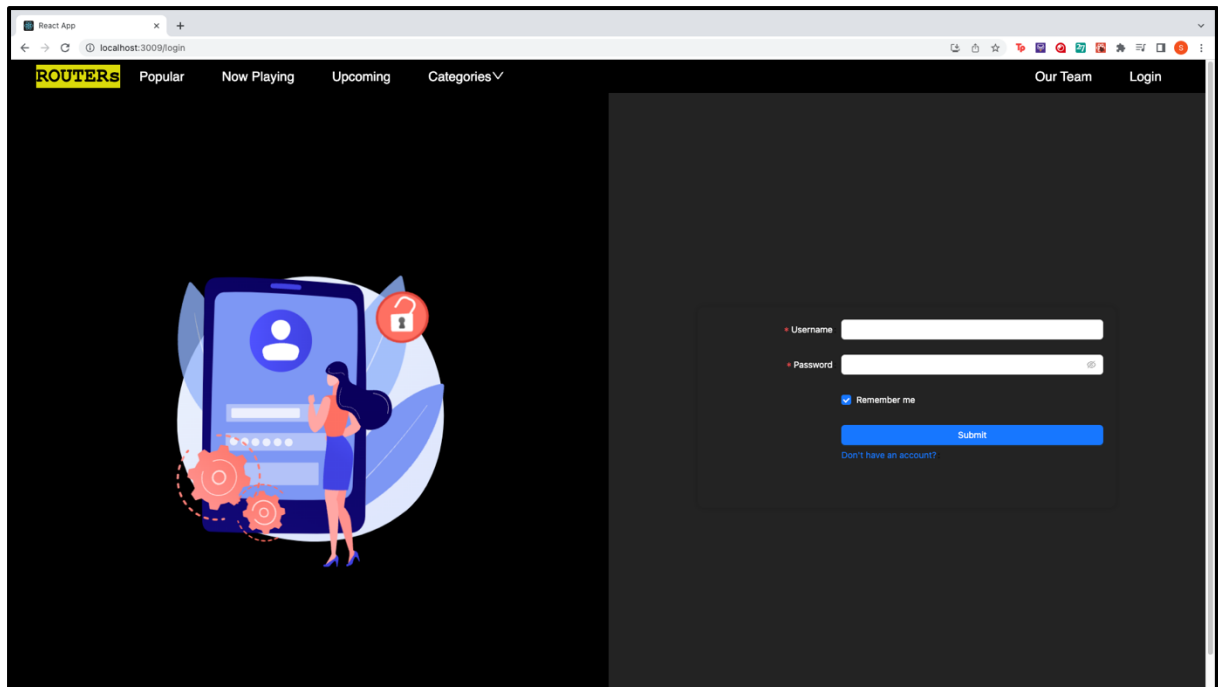 React App
localhost:3009/login
ROUTERs Popular Now Playing Upcoming Categories Our Team Login
* Username
* Password
Remember me
Submit
Don't have an account?